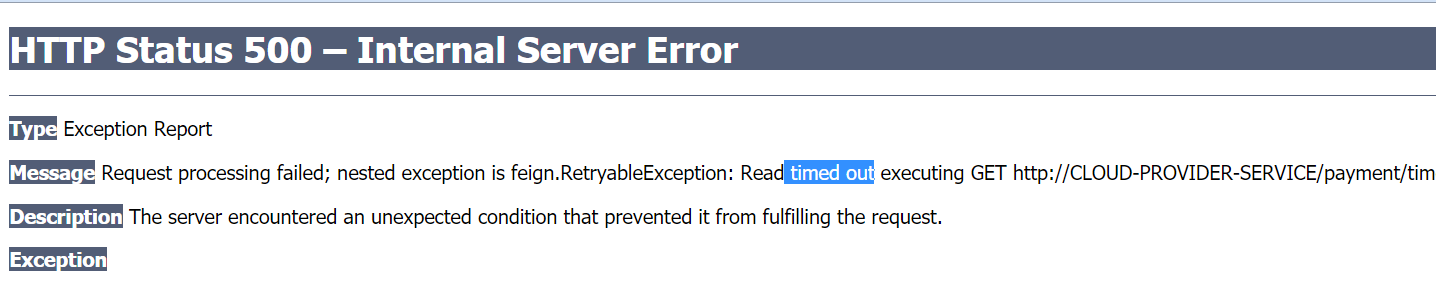 HTTP Status 500 – Internal Server Error
Type Exception Report
Message Request processing failed; nested exception is feign.RetryableException: Read timed out executing GET http://CLOUD-PROVIDER-SERVICE/payment/tim
Description The server encountered an unexpected condition that prevented it from fulfilling the request.
Exception